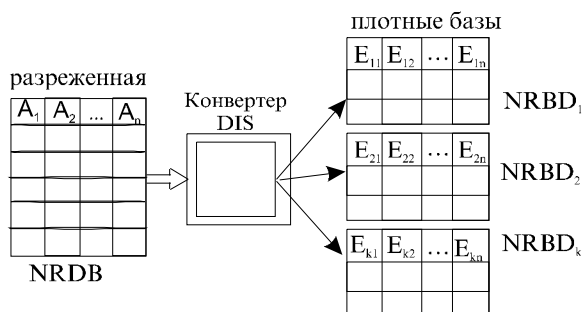 разреженная
A₁ A₂ ... Aₙ
NRDB
Конвертер
DIS
плотные базы
E₁₁ E₁₂ ... E₁ₙ
NRBD₁
E₂₁ E₂₂ ... E₂ₙ
NRBD₂
Eₖ₁ Eₖ₂ ... Eₖₙ
NRBDₖ